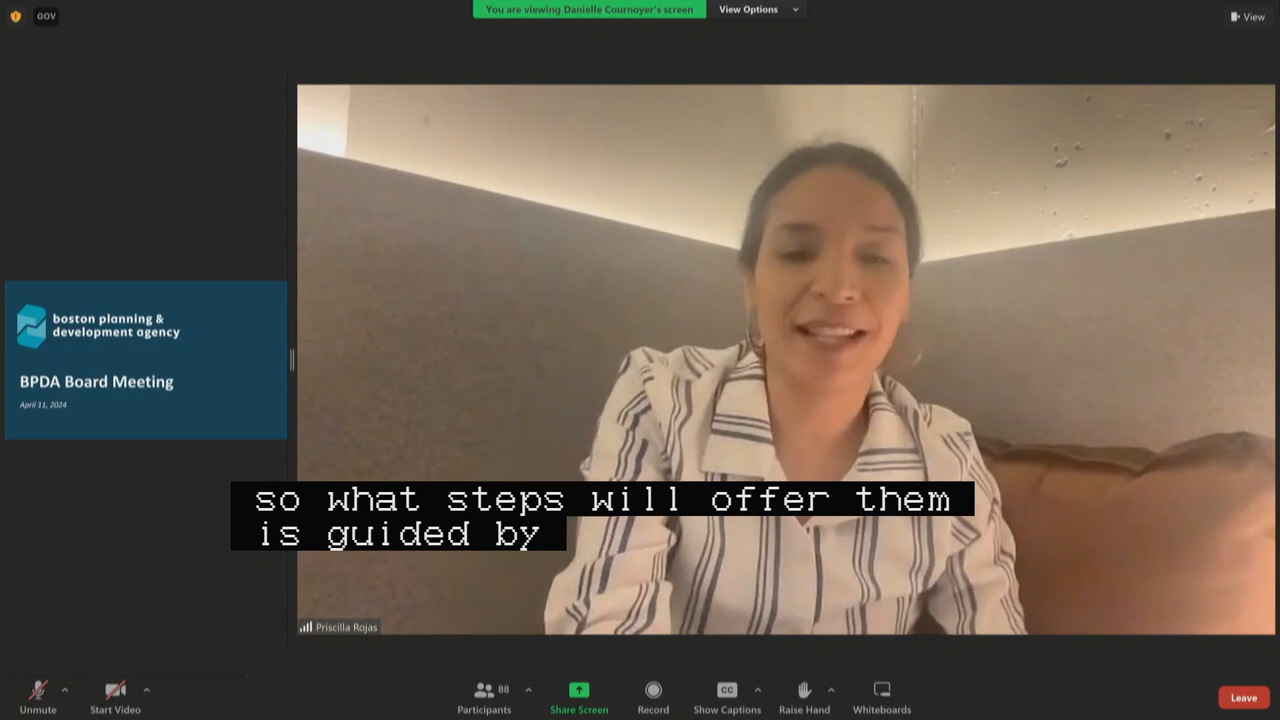 GOV
You are viewing Danielle Cournoyer's screen
View Options
View
boston planning &
development agency
BPDA Board Meeting
April 11, 2024
so what steps will offer them
is guided by
Priscilla Rojas
Unmute
Start Video
88
Participants
Share Screen
Record
CC
Show Captions
Raise Hand
Whiteboards
Leave